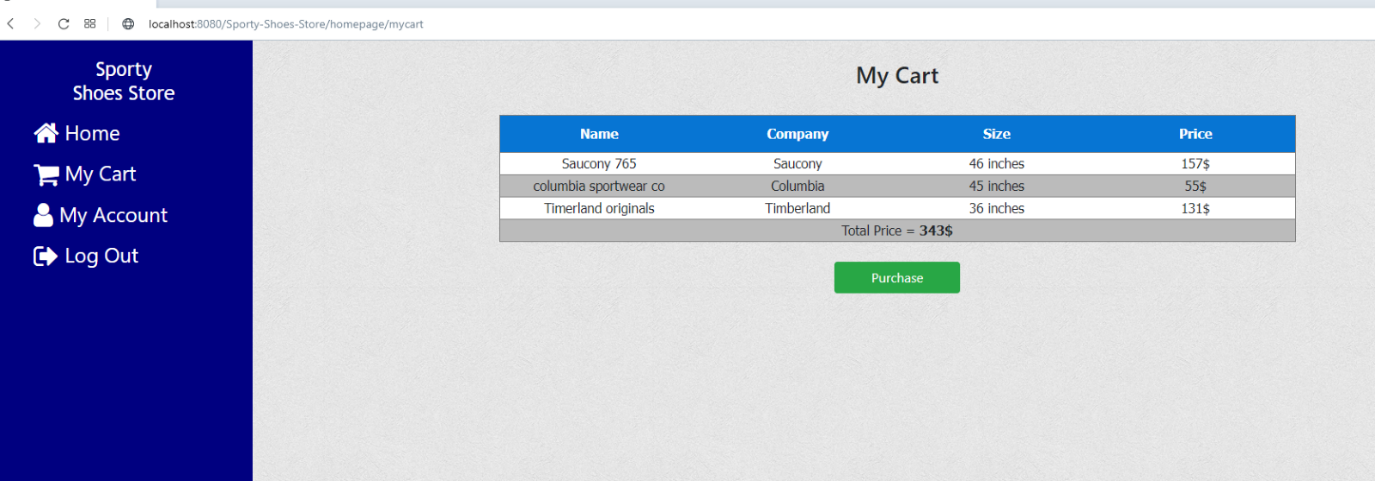 localhost:8080/Sporty-Shoes-Store/homepage/mycart
Sporty
Shoes Store
Home
My Cart
My Account
Log Out
My Cart
Name Company Size Price
Saucony 765 Saucony 46 inches 157$
columbia sportwear co Columbia 45 inches 55$
Timerland originals Timberland 36 inches 131$
Total Price = 343$
Purchase